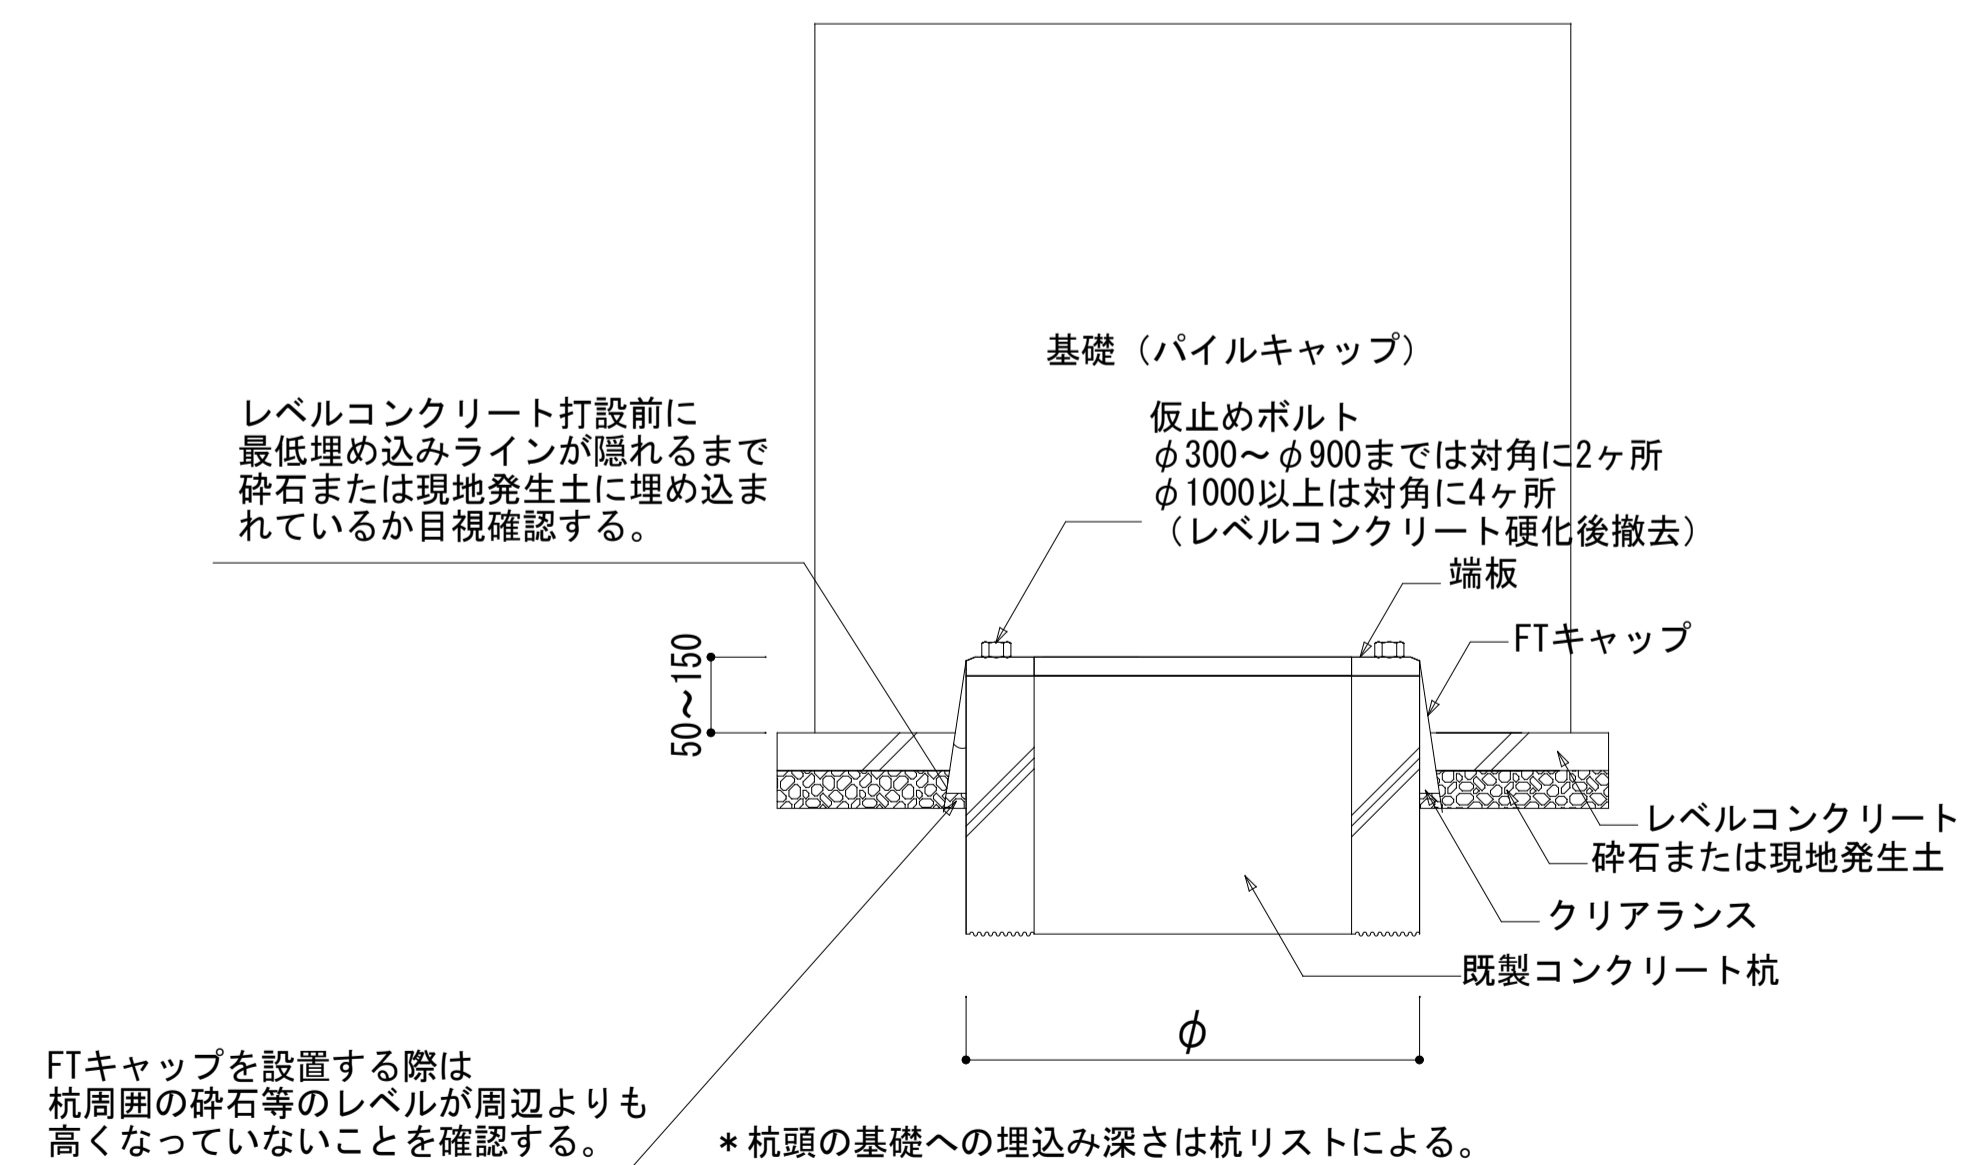 基礎（パイルキャップ）
レベルコンクリート打設前に
最低埋め込みラインが隠れるまで
砕石または現地発生土に埋め込ま
れているか目視確認する。
仮止めボルト
φ300～φ900までは対角に2ヶ所
φ1000以上は対角に4ヶ所
（レベルコンクリート硬化後撤去）
端板
FTキャップ
50～150
レベルコンクリート
砕石または現地発生土
クリアランス
既製コンクリート杭
φ
FTキャップを設置する際は
杭周囲の砕石等のレベルが周辺よりも
高くなっていないことを確認する。
＊杭頭の基礎への埋込み深さは杭リストによる。